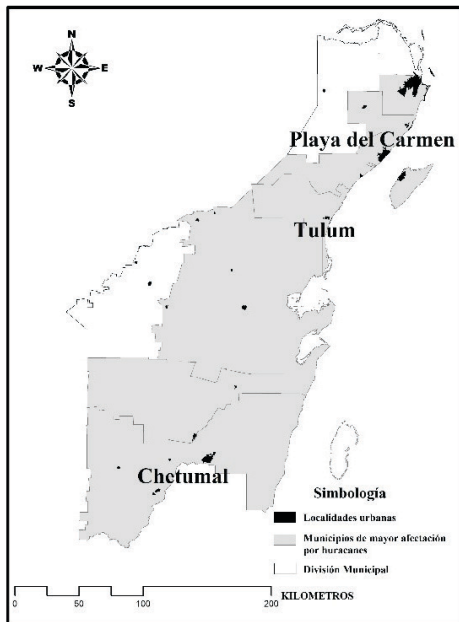 N
W E
S
Playa del Carmen
Tulum
Chetumal
Simbología
Localidades urbanas
Municipios de mayor afectación
por huracanes
División Municipal
KILOMETROS
0 25 50 100 200